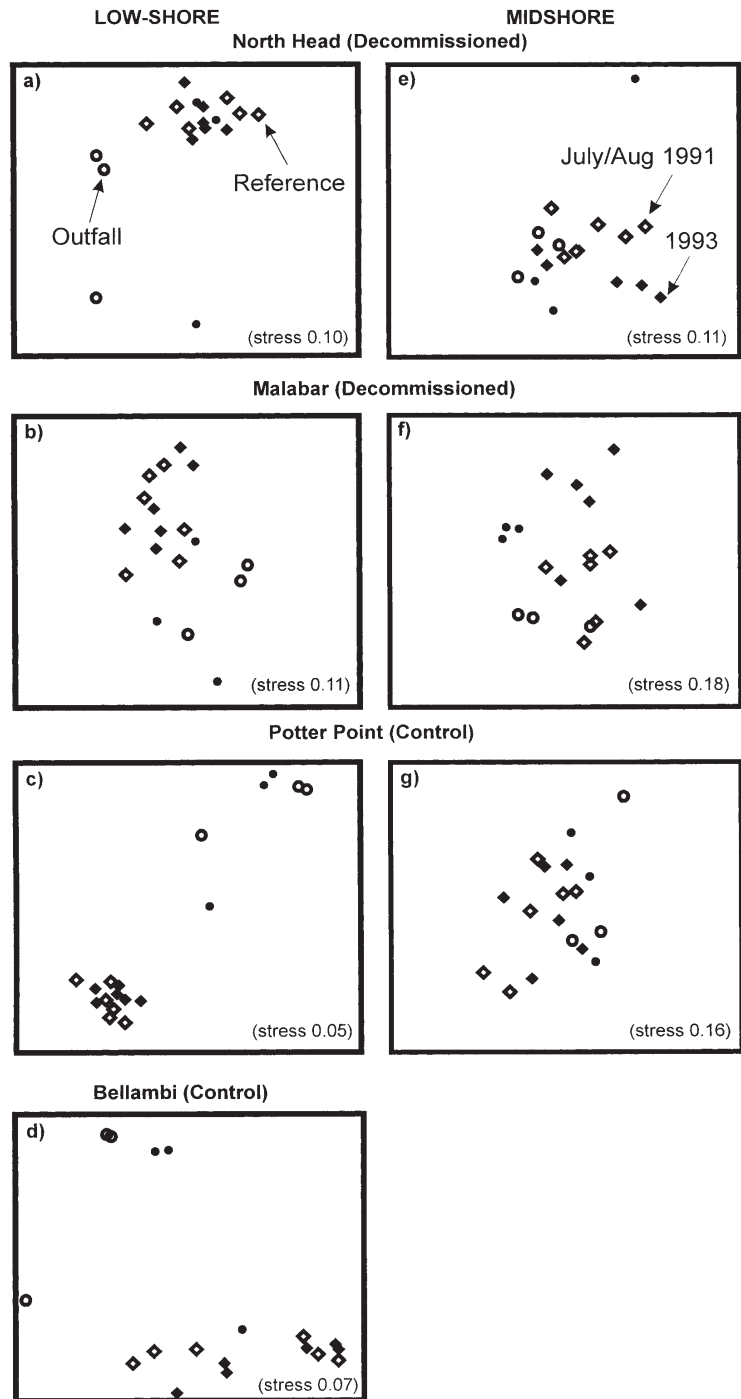 LOW-SHORE
MIDSHORE
North Head (Decommissioned)
a)
Reference
Outfall
(stress 0.10)
e)
July/Aug 1991
1993
(stress 0.11)
Malabar (Decommissioned)
b)
(stress 0.11)
f)
(stress 0.18)
Potter Point (Control)
c)
(stress 0.05)
g)
(stress 0.16)
Bellambi (Control)
d)
(stress 0.07)